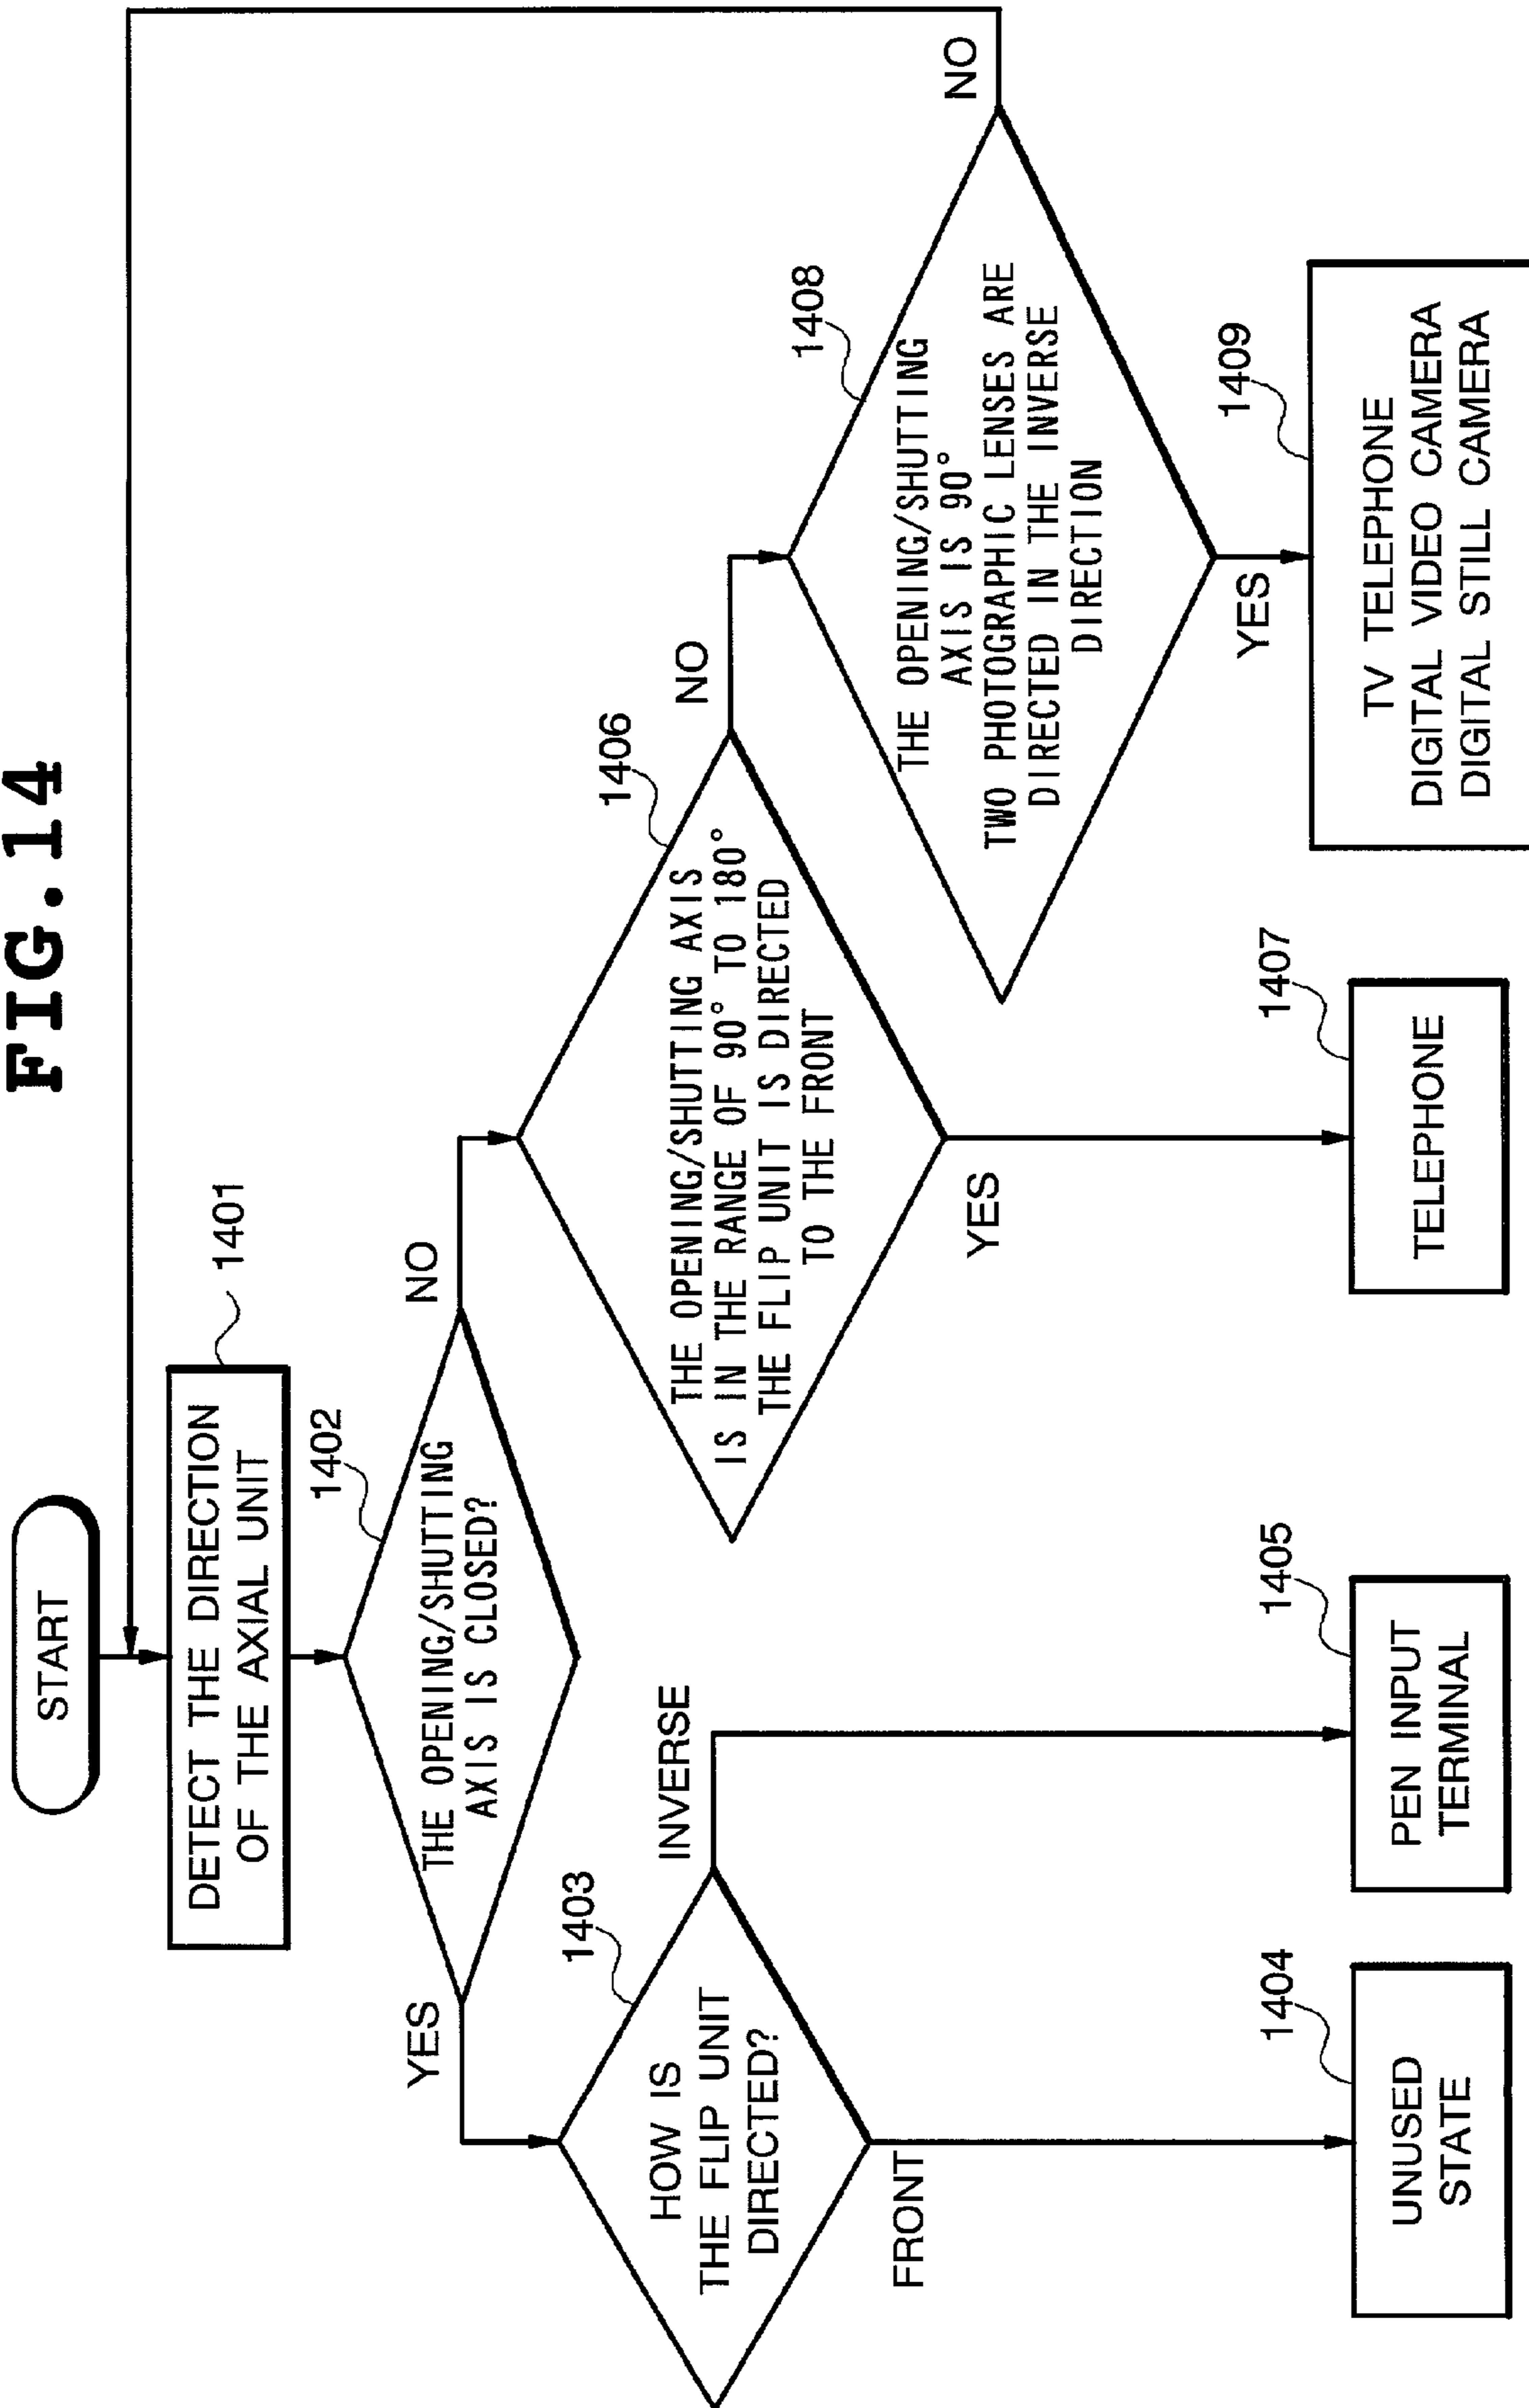 FIG.14
START
DETECT THE DIRECTION
OF THE AXIAL UNIT
1401
THE OPENING/SHUTTING
AXIS IS CLOSED?
1402
YES
NO
HOW IS
THE FLIP UNIT
DIRECTED?
1403
FRONT
INVERSE
UNUSED
STATE
1404
PEN INPUT
TERMINAL
1405
THE OPENING/SHUTTING AXIS
IS IN THE RANGE OF 90° TO 180°
THE FLIP UNIT IS DIRECTED
TO THE FRONT
1406
YES
NO
TELEPHONE
1407
THE OPENING/SHUTTING
AXIS IS 90°
TWO PHOTOGRAPHIC LENSES ARE
DIRECTED IN THE INVERSE
DIRECTION
1408
YES
NO
TV TELEPHONE
DIGITAL VIDEO CAMERA
DIGITAL STILL CAMERA
1409